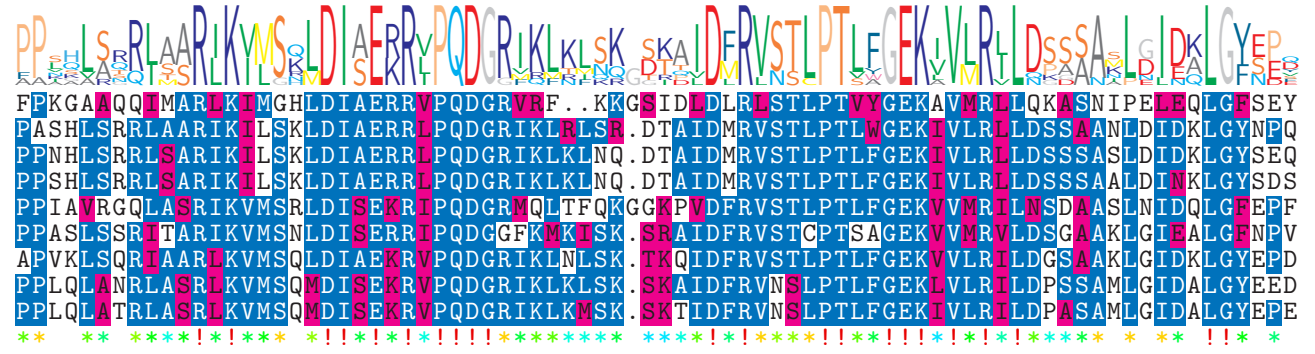 FPKGAAQQIMARLKIMGHLDIAERRVPQDGRVRF..KKGSIDLDLRLSTLPTVYGEKAVMRLLQKASNIPELEQLGFSEY
PASHLSRRLAARIKILSKLDIAERRLPQDGRIKLRLSR.DTAIDMRVSTLPTLWGEKIVLRLLDSSAANLDIDKLGYNPQ
PPNHLSRRLSARIKILSKLDIAERRLPQDGRIKLKLNQ.DTAIDMRVSTLPTLFGEKIVLRLLDSSSASLDIDKLGYSEQ
PPSHLSRRLSARIKILSKLDIAERRLPQDGRIKLKLNQ.DTAIDMRVSTLPTLFGEKIVLRLLDSSSAALDINKLGYSDS
PPIAVRGQLASRIKVMSRLDISEKRIPQDGRMQLTFQKGGKPVDFRVSTLPTLFGEKVVMRILNSDAASLNIDQLGFEPF
PPASLSSRITARIKVMSNLDISERRIPQDGGFKMKISK.SRAIDFRVSTCPTSAGEKVVMRVLDSGAAKLGIEALGFNPV
APVKLSQRIAARLKVMSQLDIAEKRVPQDGRIKLNLSK.TKQIDFRVSTLPTLFGEKVVLRILDGSAAKLGIDKLGYEPD
PPLQLANRLASRLKVMSQMDISEKRVPQDGRIKLKLSK.SKAIDFRVNSLPTLFGEKLVLRILDPSSAMLGIDALGYEED
PPLQLATRLASRLKVMSQMDISEKRVPQDGRIKLKMSK.SKTIDFRVNSLPTLFGEKIVLRILDPASAMLGIDALGYEPE